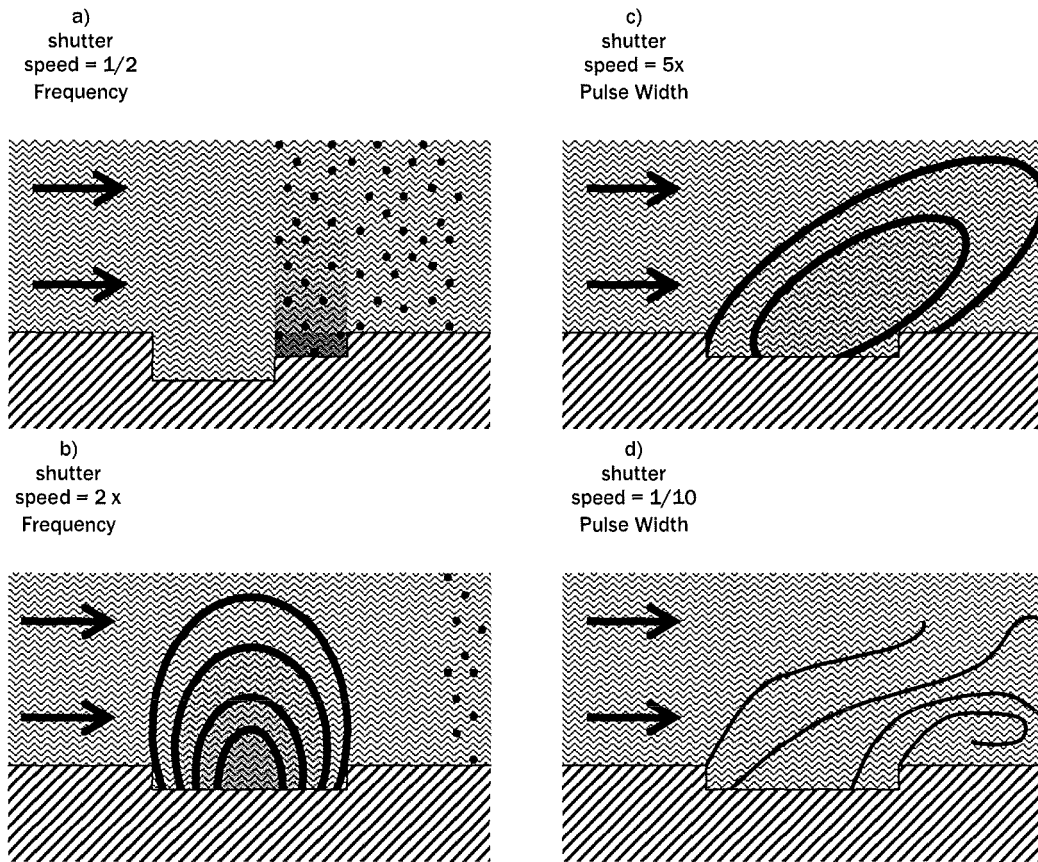 a)
shutter
speed = 1/2
Frequency
c)
shutter
speed = 5x
Pulse Width
b)
shutter
speed = 2 x
Frequency
d)
shutter
speed = 1/10
Pulse Width